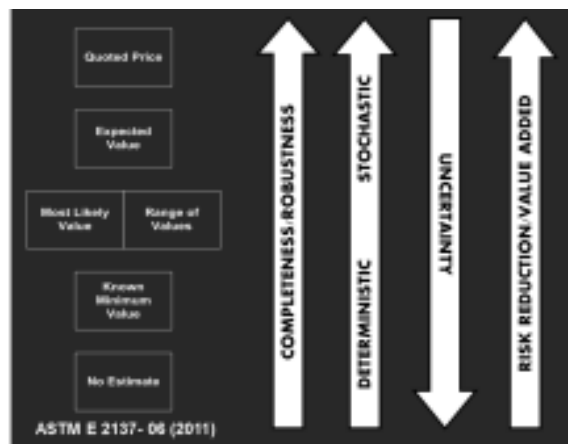 Quoted Price
Expected
Value
Most Likely
Value
Range of
Values
Known
Minimum
Value
No Estimate
ASTM E 2137- 06 (2011)
COMPLETENESS/ROBUSTNESS
DETERMINISTIC STOCHASTIC
UNCERTAINTY
RISK REDUCTION/VALUE ADDED